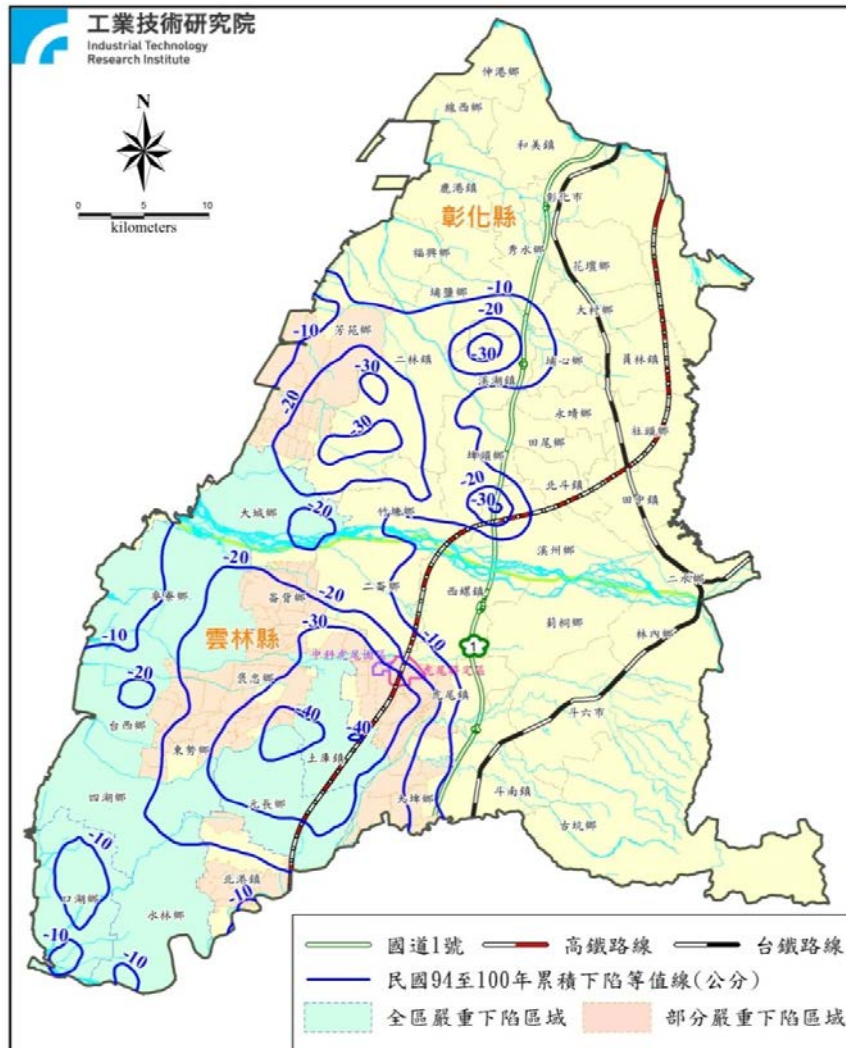 工業技術研究院
Industrial Technology
Research Institute
N
0 5 10
kilometers
伸港鄉
線西鄉
和美鎮
鹿港鎮
彰化市
彰化縣
福興鄉
秀水鄉
花壇鄉
埔鹽鄉
-10
大村鄉
-20
-10
芳苑鄉
二林鎮
-30
埔心鄉
員林鎮
溪湖鎮
-20
-30
永靖鄉
社頭鄉
-30
田尾鄉
埤頭鄉
-20
北斗鎮
-30
田中鎮
大城鄉
-20
竹塘鄉
溪州鄉
-20
二水鄉
麥寮鄉
二崙鄉
西螺鎮
崙背鄉
-20
莿桐鄉
-10
-30
雲林縣
-10
林內鄉
1
中科虎尾園區
虎尾特定區
-20
褒忠鄉
虎尾鎮
台西鄉
-40
-40
斗六市
東勢鄉
土庫鎮
四湖鄉
元長鄉
大埤鄉
斗南鎮
古坑鄉
-10
北港鎮
口湖鄉
-10
水林鄉
-10
-10
國道1號
高鐵路線
台鐵路線
民國94至100年累積下陷等值線(公分)
全區嚴重下陷區域
部分嚴重下陷區域